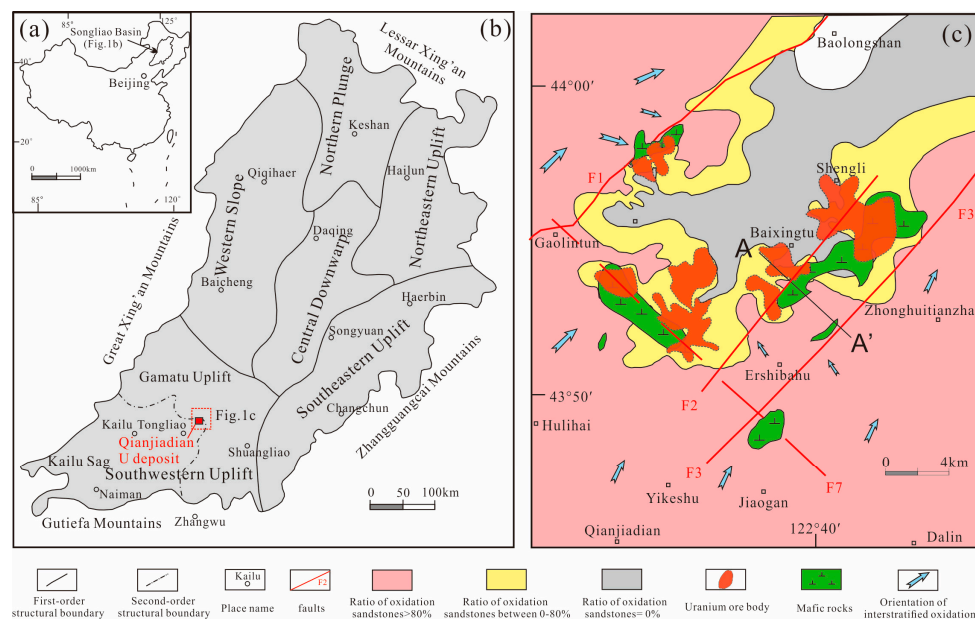 (a)
85°
125°
Songliao Basin
(Fig.1b)
40°
Beijing
20°
0
1000km
85°
120°
(b)
Lessar Xing'an
Mountains
Northern Plunge
Keshan
Qiqihaer
Hailun
Northeastern Uplift
Western Slope
Daqing
Central Downwarp
Great Xing'an Mountains
Baicheng
Haerbin
Songyuan
Southeastern Uplift
Zhangguangcai Mountains
Gamatu Uplift
Changchun
Fig.1c
Kailu
Tongliao
Qianjiadian
U deposit
Shuangliao
Kailu Sag
Southwestern Uplift
Naiman
Gutiefa Mountains
Zhangwu
0
50
100km
(c)
Baolongshan
44°00′
F1
Shengli
F3
Gaolintun
Baixingtu
A
Zhonghuitianzha
A'
Ershibahu
43°50′
F2
Hulihai
F3
F7
0
4km
Yikeshu
Jiaogan
Qianjiadian
122°40′
Dalin
First-order
structural boundary
Second-order
structural boundary
Kailu
Place name
F2
faults
Ratio of oxidation
sandstones>80%
Ratio of oxidation
sandstones between 0-80%
Ratio of oxidation
sandstones= 0%
Uranium ore body
Mafic rocks
Orientation of
interstratified oxidation